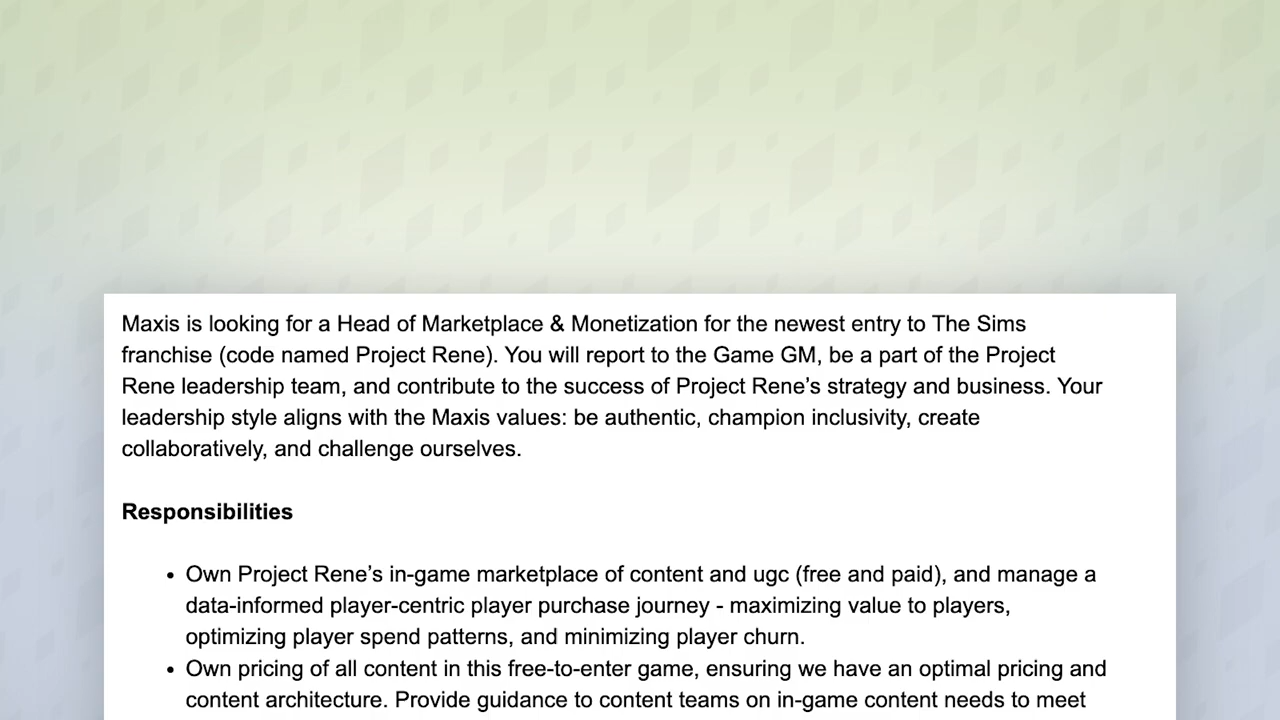 Maxis is looking for a Head of Marketplace & Monetization for the newest entry to The Sims
franchise (code named Project Rene). You will report to the Game GM, be a part of the Project
Rene leadership team, and contribute to the success of Project Rene’s strategy and business. Your
leadership style aligns with the Maxis values: be authentic, champion inclusivity, create
collaboratively, and challenge ourselves.
Responsibilities
• Own Project Rene’s in-game marketplace of content and ugc (free and paid), and manage a
data-informed player-centric player purchase journey - maximizing value to players,
optimizing player spend patterns, and minimizing player churn.
• Own pricing of all content in this free-to-enter game, ensuring we have an optimal pricing and
content architecture. Provide guidance to content teams on in-game content needs to meet